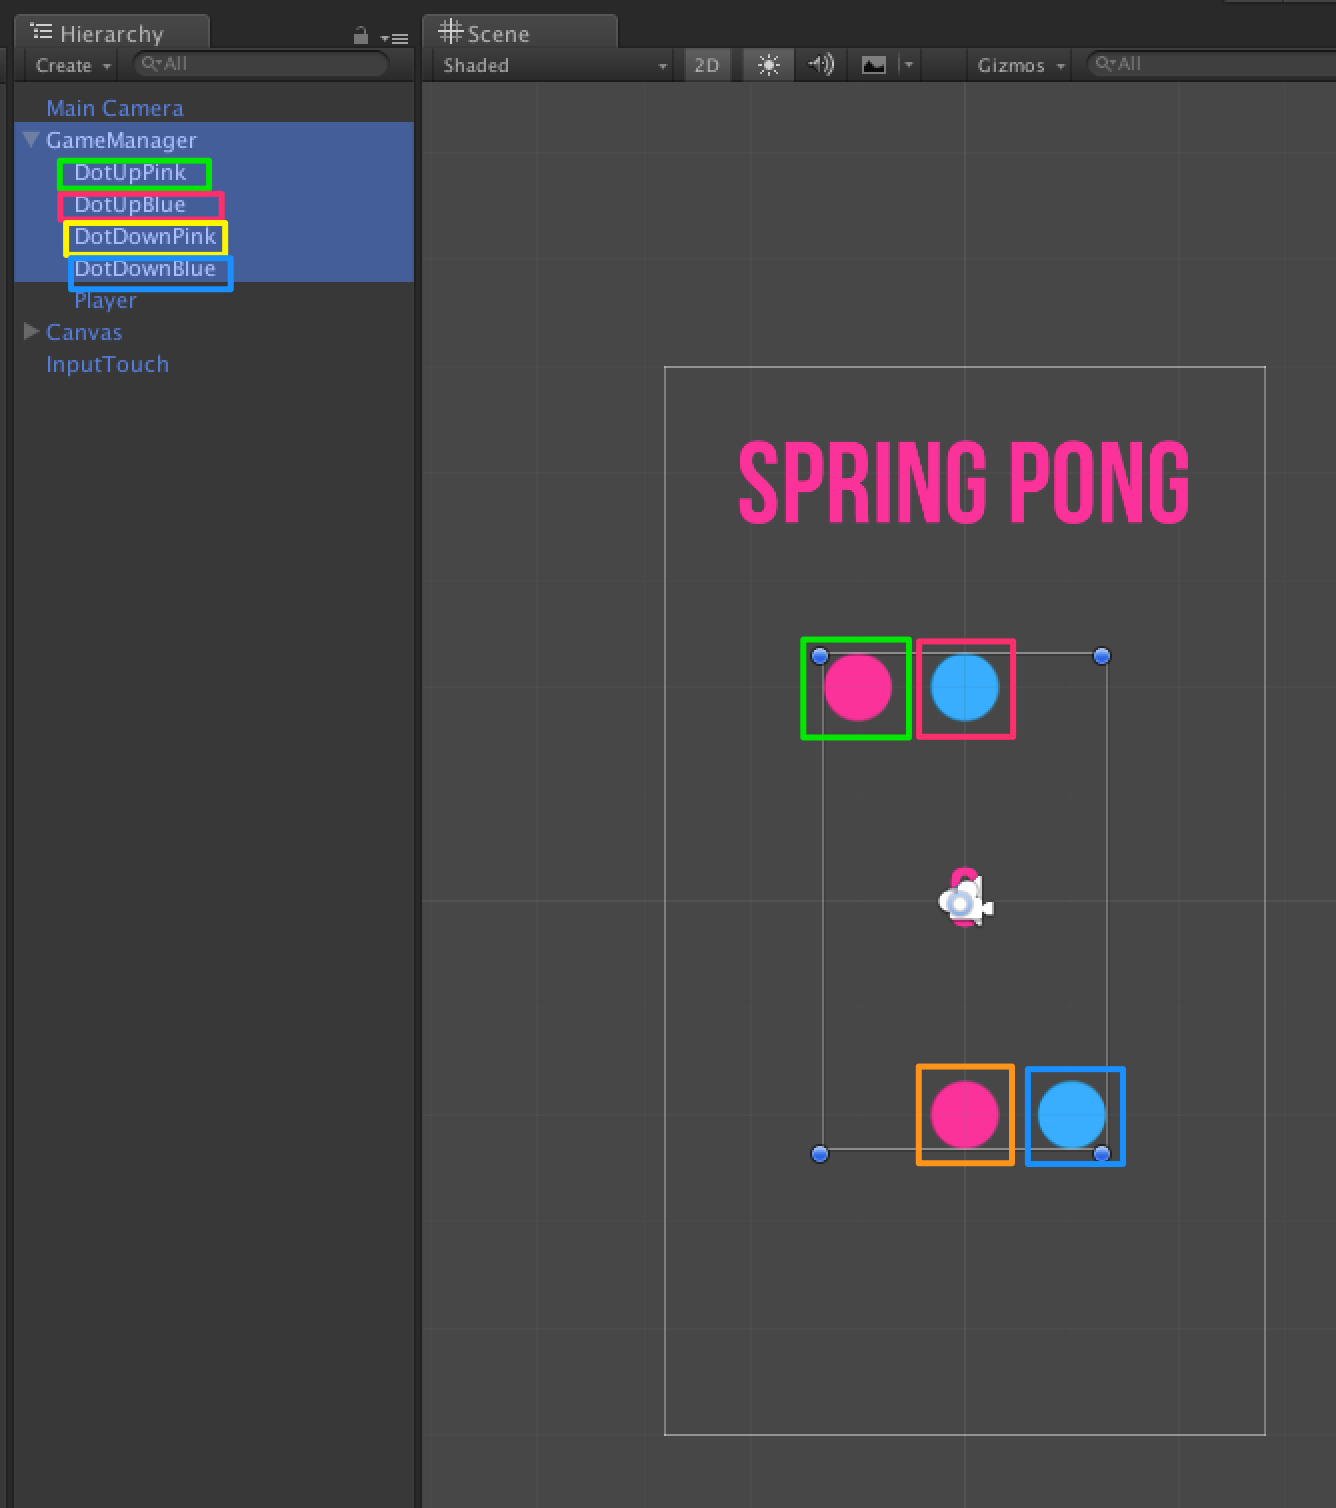 Hierarchy
Create
All
Main Camera
GameManager
DotUpPink
DotUpBlue
DotDownPink
DotDownBlue
Player
Canvas
InputTouch
Scene
Shaded
2D
Gizmos
All
SPRING PONG